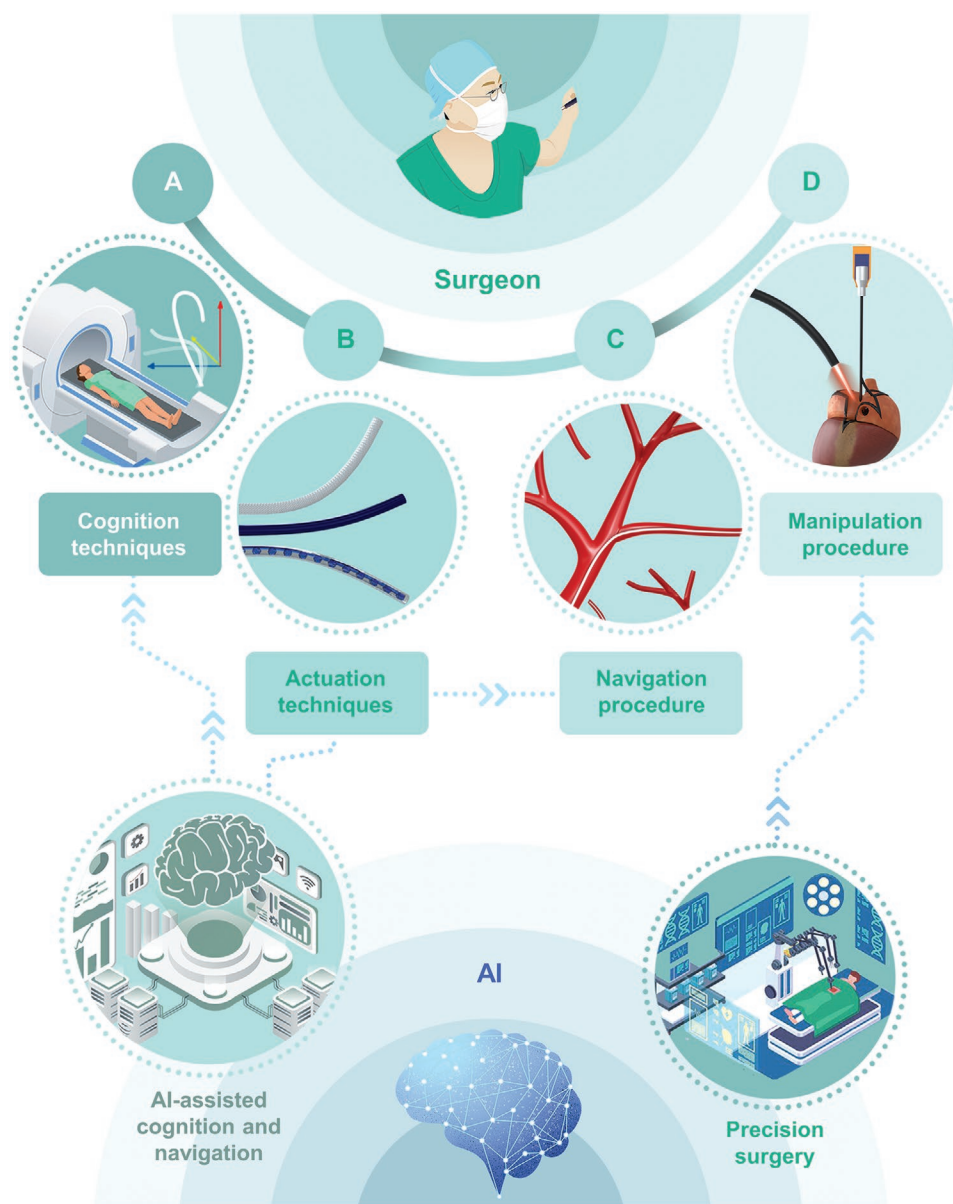 A
D
Surgeon
B
C
Cognition
techniques
Manipulation
procedure
Actuation
techniques
Navigation
procedure
AI
AI-assisted
cognition and
navigation
Precision
surgery